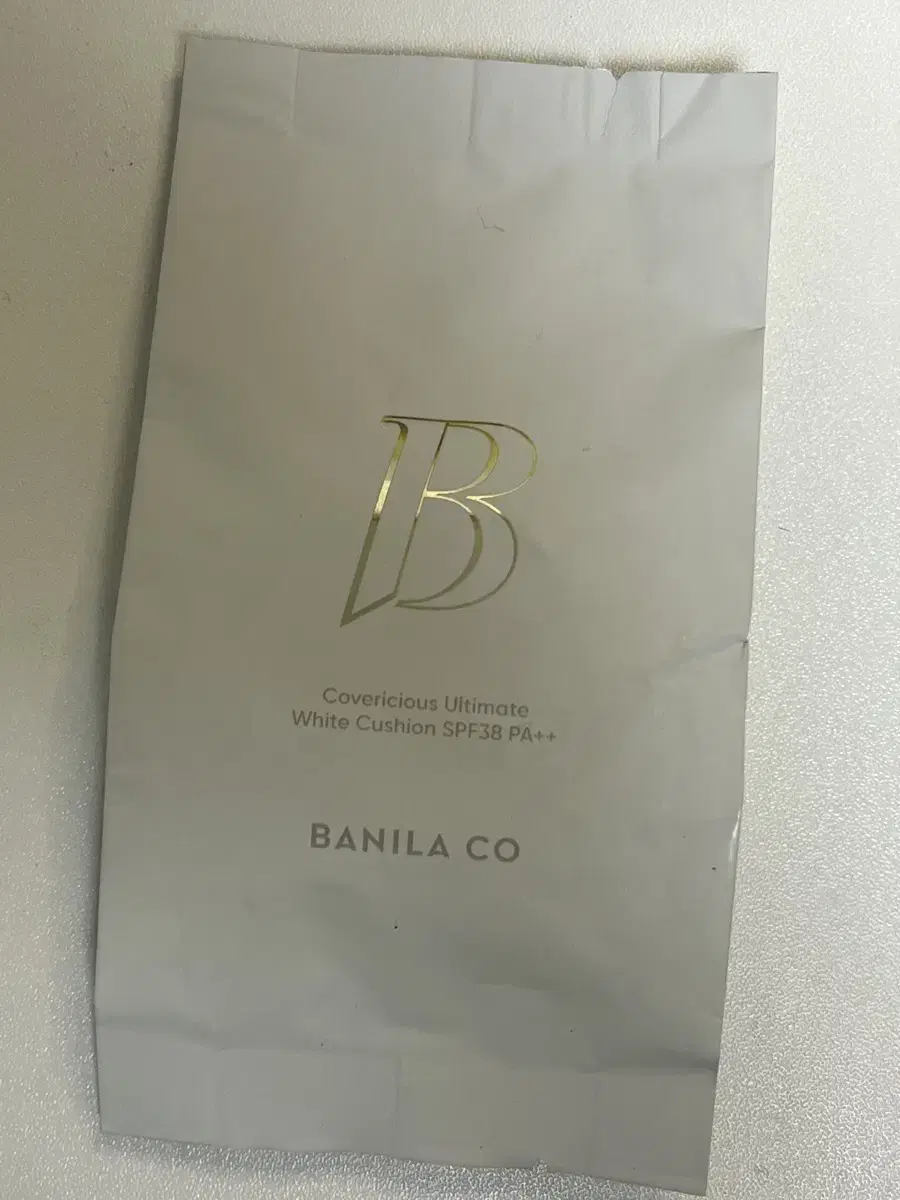 B
Covericious Ultimate
White Cushion SPF38 PA++
BANILA CO